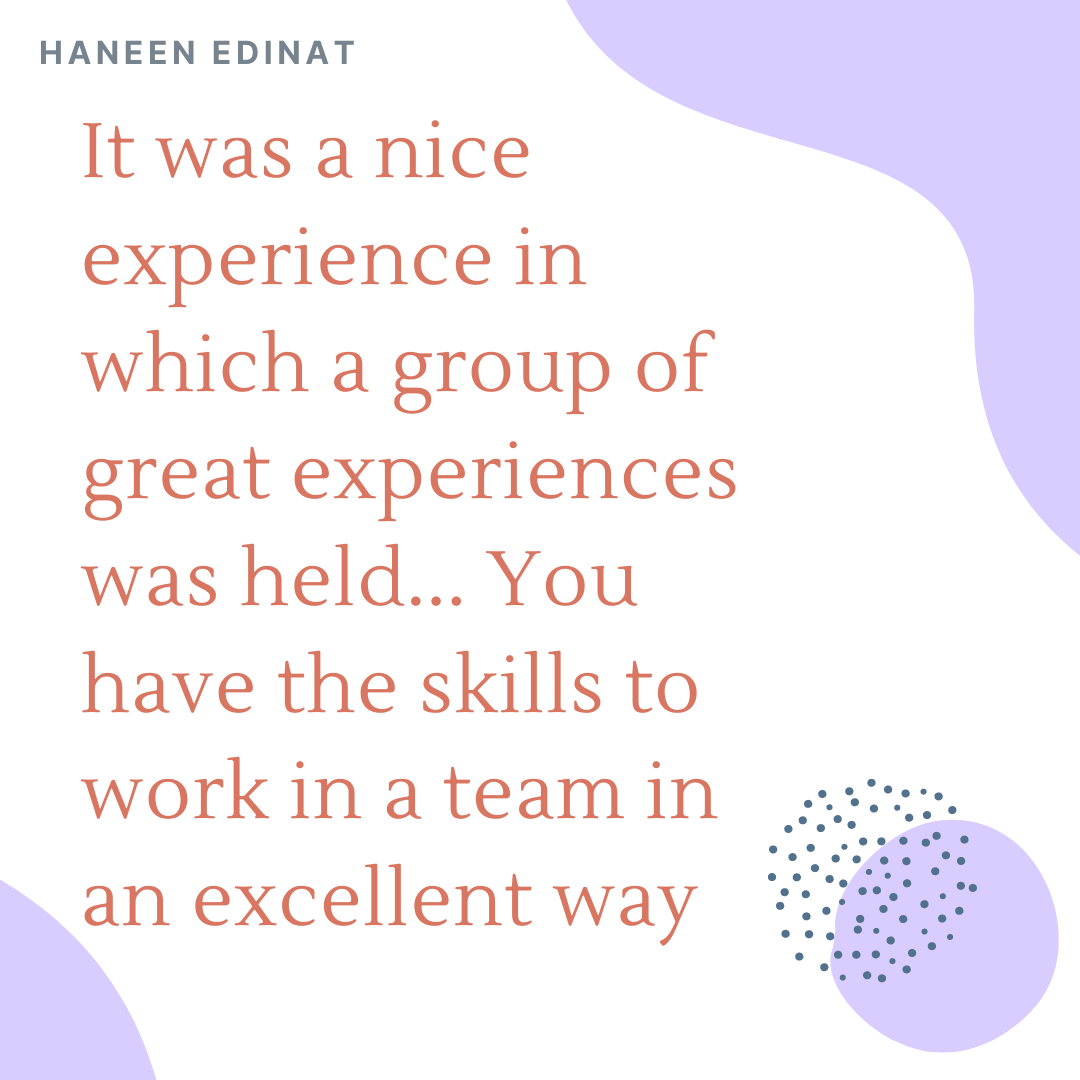 HANEEN EDINAT
It was a nice
experience in
which a group of
great experiences
was held... You
have the skills to
work in a team in
an excellent way